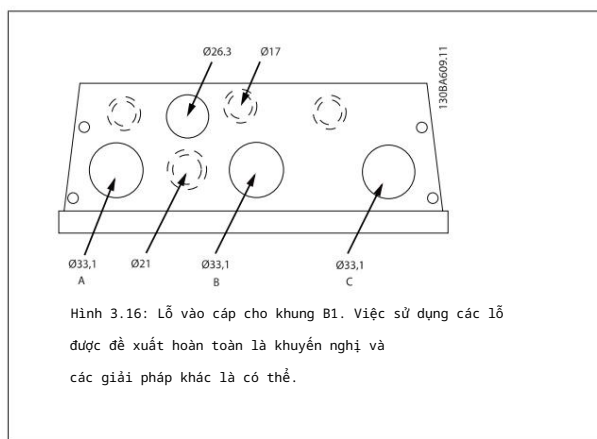 Ø26.3 Ø17
130BA609.11
Ø33,1 Ø21 Ø33,1 Ø33,1
A B C
Hình 3.16: Lỗ vào cáp cho khung B1. Việc sử dụng các lỗ
được đề xuất hoàn toàn là khuyến nghị và
các giải pháp khác là có thể.